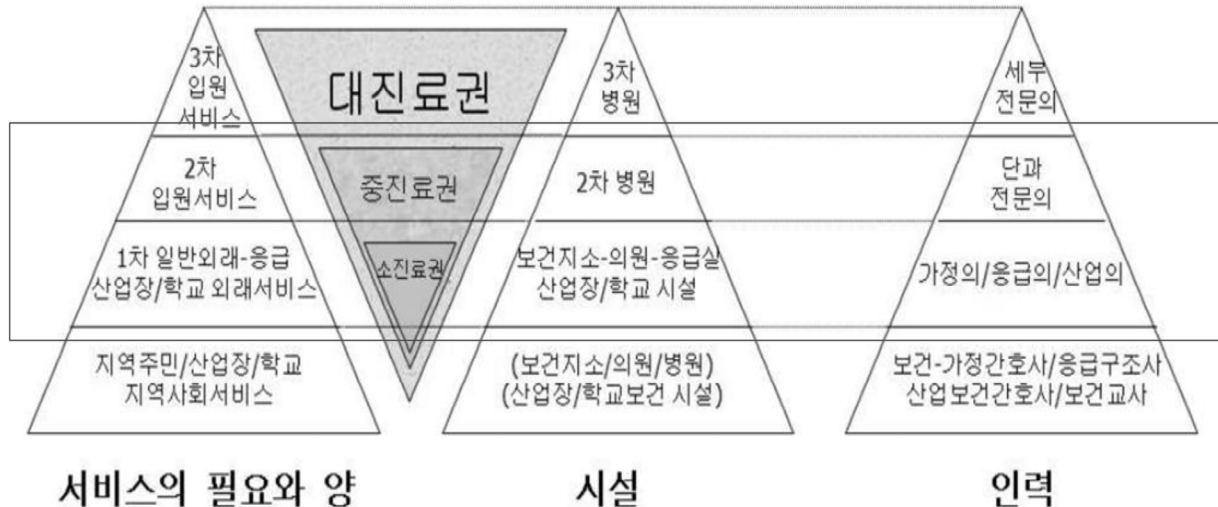 3차
입원
서비스
2차
입원서비스
1차 일반외래-응급
산업장/학교 외래서비스
지역주민/산업장/학교
지역사회서비스
서비스의 필요와 양
대진료권
중진료권
소진료권
3차
병원
2차 병원
보건지소-의원-응급실
산업장/학교 시설
(보건지소/의원/병원)
(산업장/학교보건 시설)
시설
세부
전문의
단과
전문의
가정의/응급의/산업의
보건-가정간호사/응급구조사
산업보건간호사/보건교사
인력